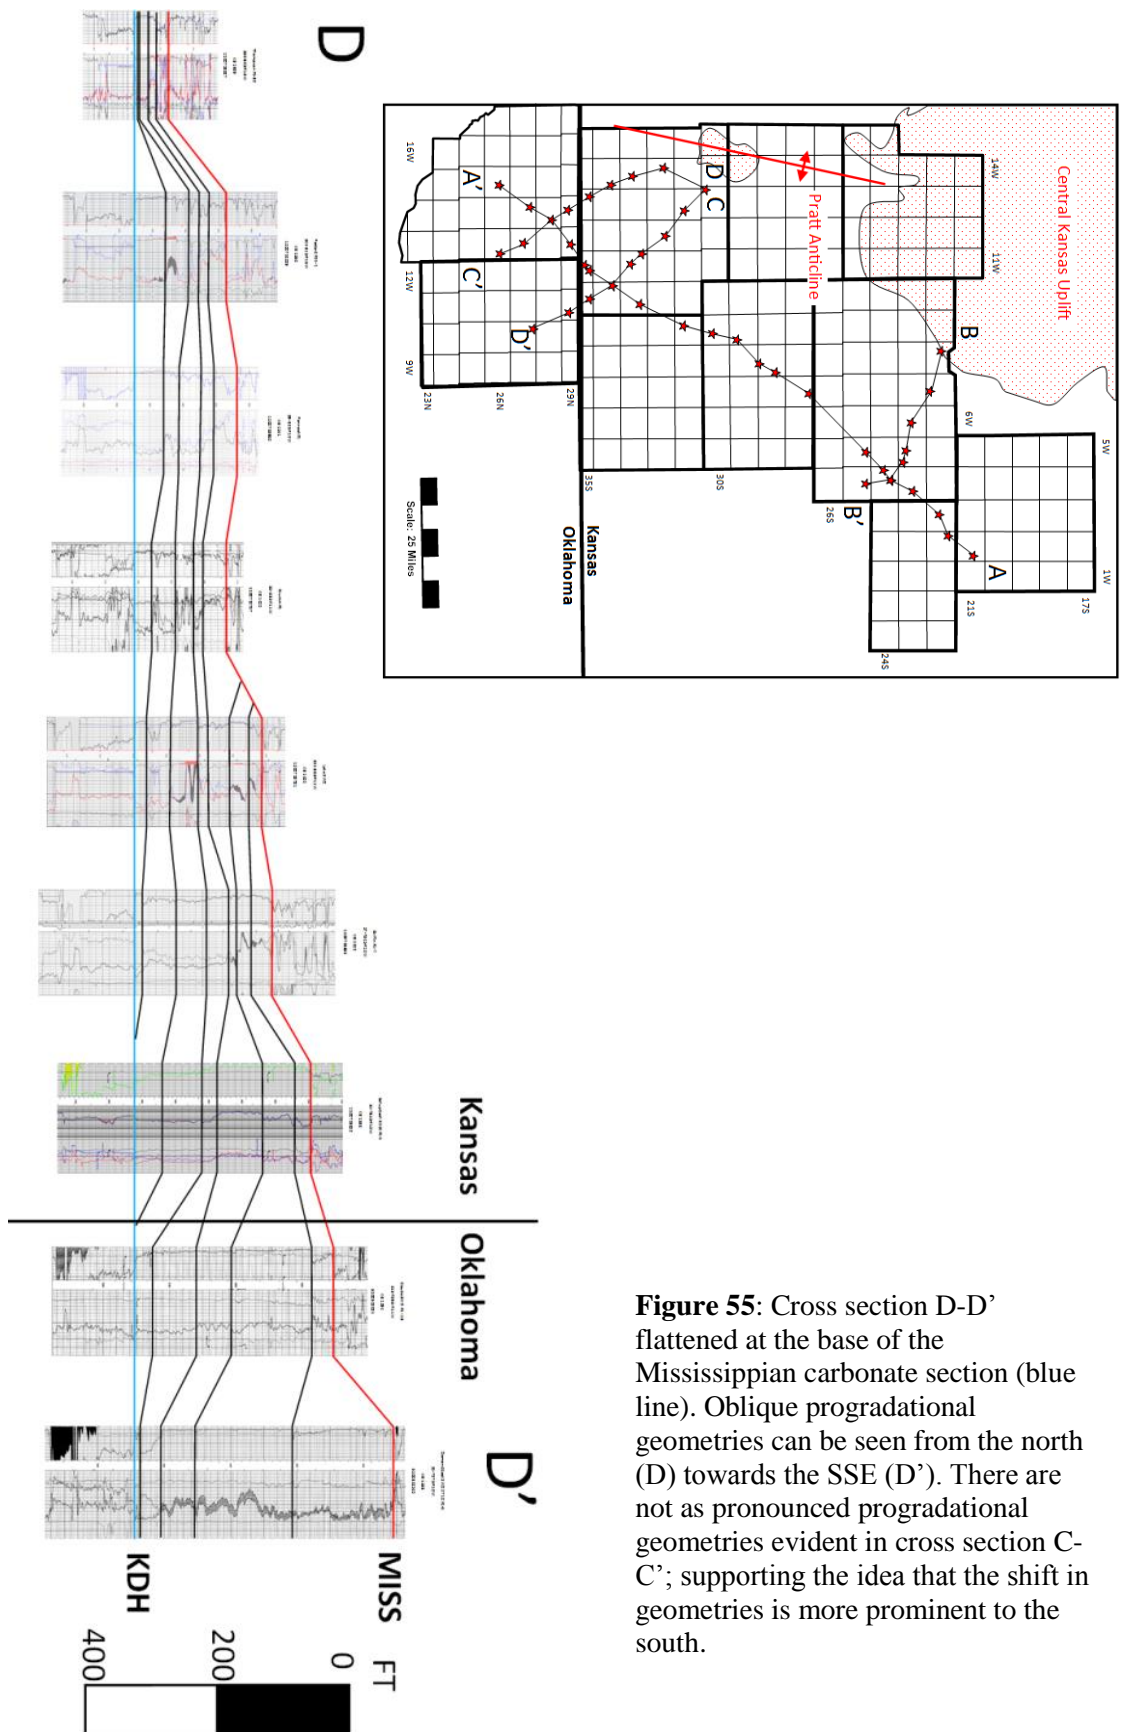 D
16W
14W
A'
D
C
Pratt Anticline
11W
Central Kansas Uplift
12W
C'
D'
B
9W
23N
26N
29N
35S
30S
6W
5W
26S
B'
A
1W
17S
21S
24S
Kansas
Oklahoma
Scale: 25 Miles
Kansas
Oklahoma
D'
KDH
MISS
400
200
0
FT
Figure 55: Cross section D-D’
flattened at the base of the
Mississippian carbonate section (blue
line). Oblique progradational
geometries can be seen from the north
(D) towards the SSE (D’). There are
not as pronounced progradational
geometries evident in cross section C-
C’; supporting the idea that the shift in
geometries is more prominent to the
south.